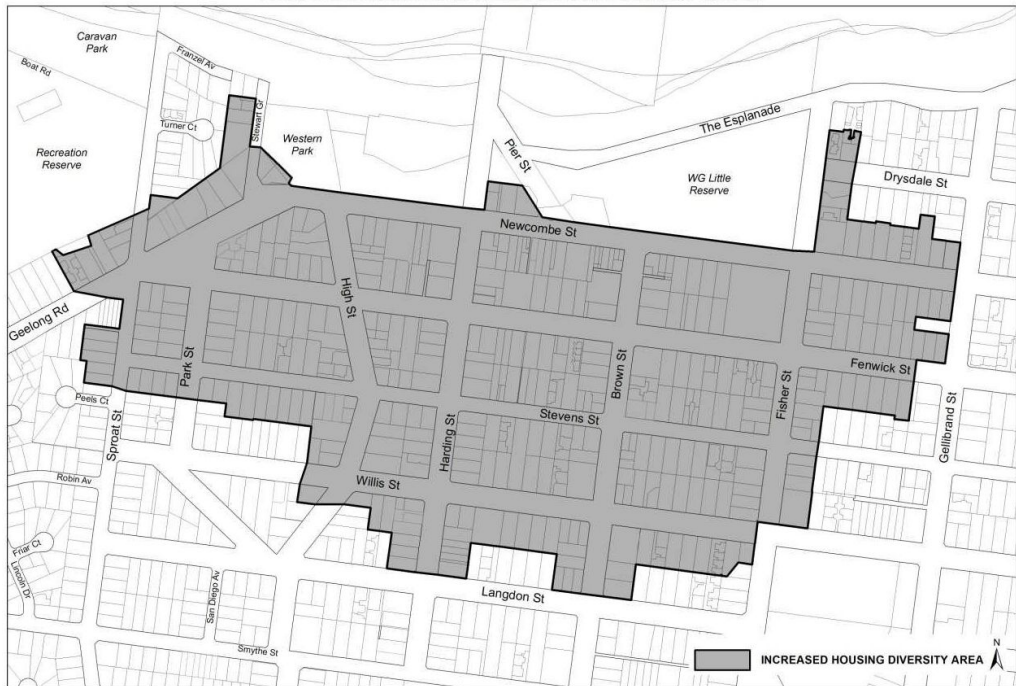 Caravan
Park
Franzel Av
Boat Rd
Stewart Gr
Turner Ct
Western
Park
The Esplanade
Pier St
Recreation
Reserve
WG Little
Reserve
Drysdale St
Newcombe St
High St
Geelong Rd
Park St
Brown St
Fenwick St
Fisher St
Peels Ct
Stevens St
Sproat St
Harding St
Gellibrand St
Willis St
Robin Av
Friar Ct
Lincoln Dr
San Diego Av
Langdon St
Smythe St
INCREASED HOUSING DIVERSITY AREA
N